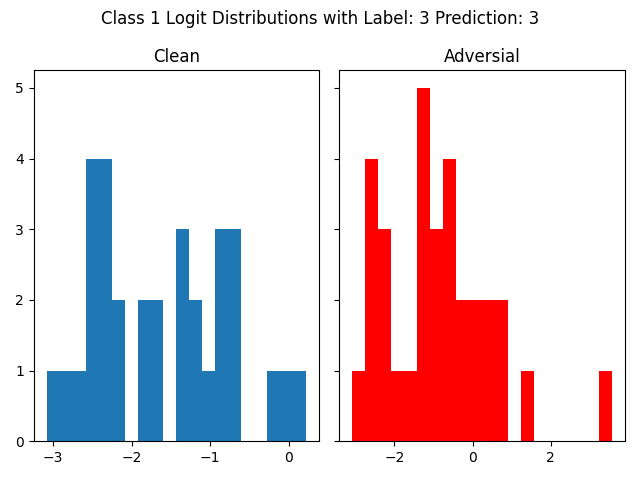 Class 1 Logit Distributions with Label: 3 Prediction: 3
Clean
Adversial
5
4
3
2
1
0
−3 −2 −1 0
−2 0 2